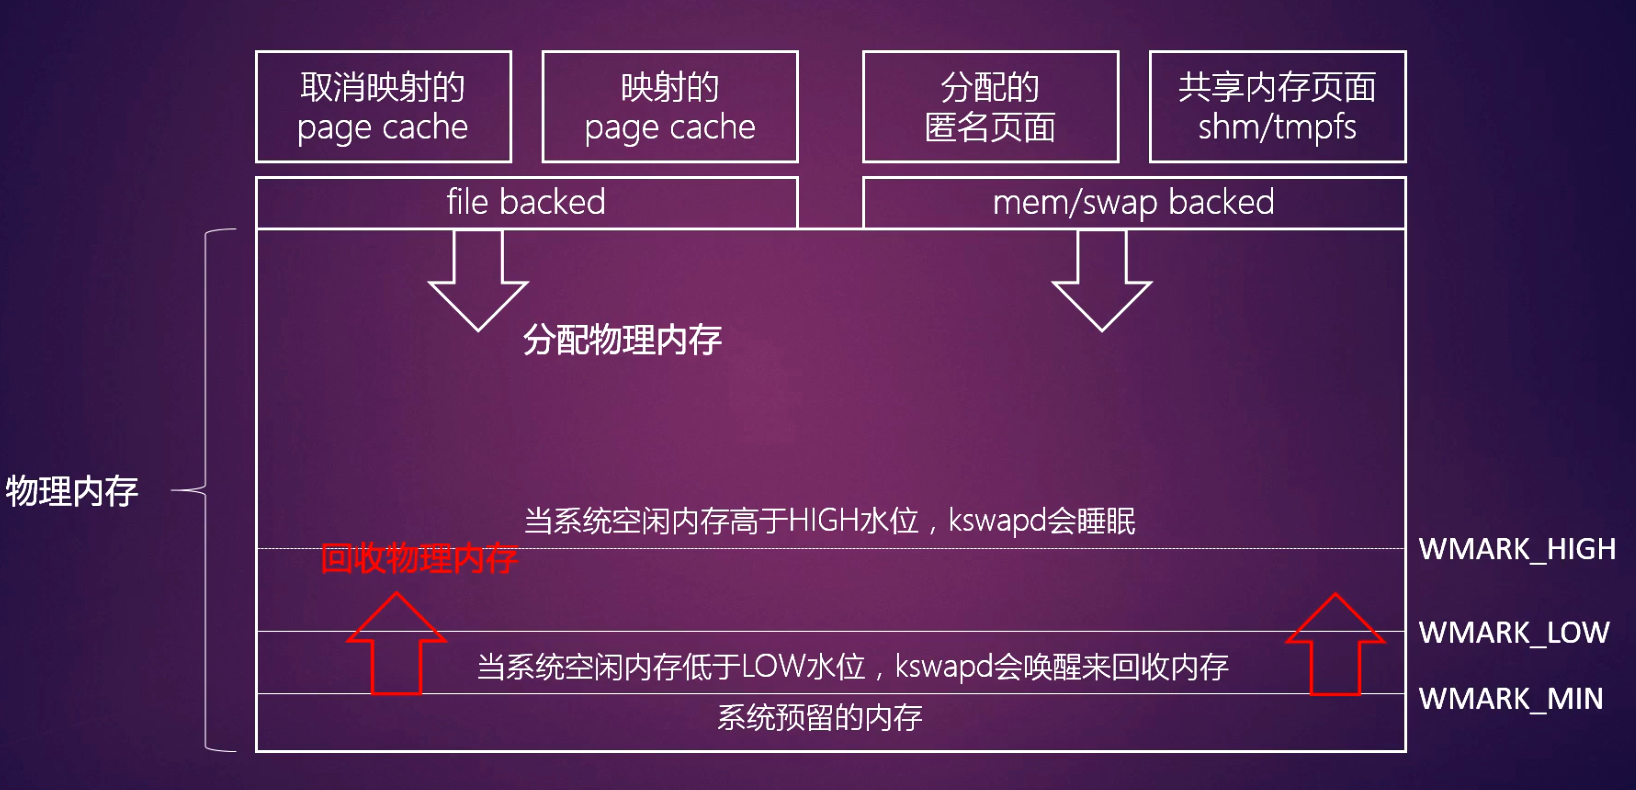 取消映射的
page cache
映射的
page cache
分配的
匿名页面
共享内存页面
shm/tmpfs
file backed
mem/swap backed
分配物理内存
物理内存
当系统空闲内存高于HIGH水位，kswapd会睡眠
WMARK_HIGH
回收物理内存
WMARK_LOW
当系统空闲内存低于LOW水位，kswapd会唤醒来回收内存
WMARK_MIN
系统预留的内存